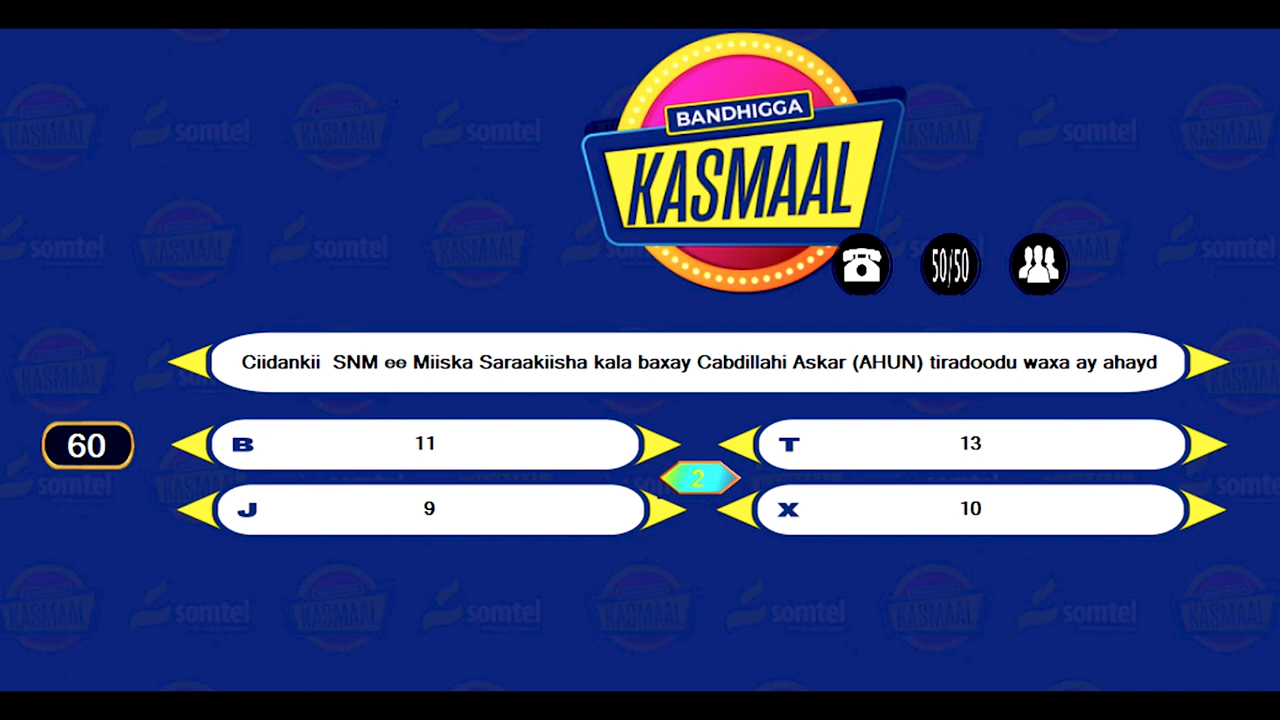 BANDHIGGA
KASMAAL
50/50
Ciidankii SNM ee Miiska Saraakiisha kala baxay Cabdillahi Askar (AHUN) tiradoodu waxa ay ahayd
60
B 11
T 13
2
J 9
X 10
somtel